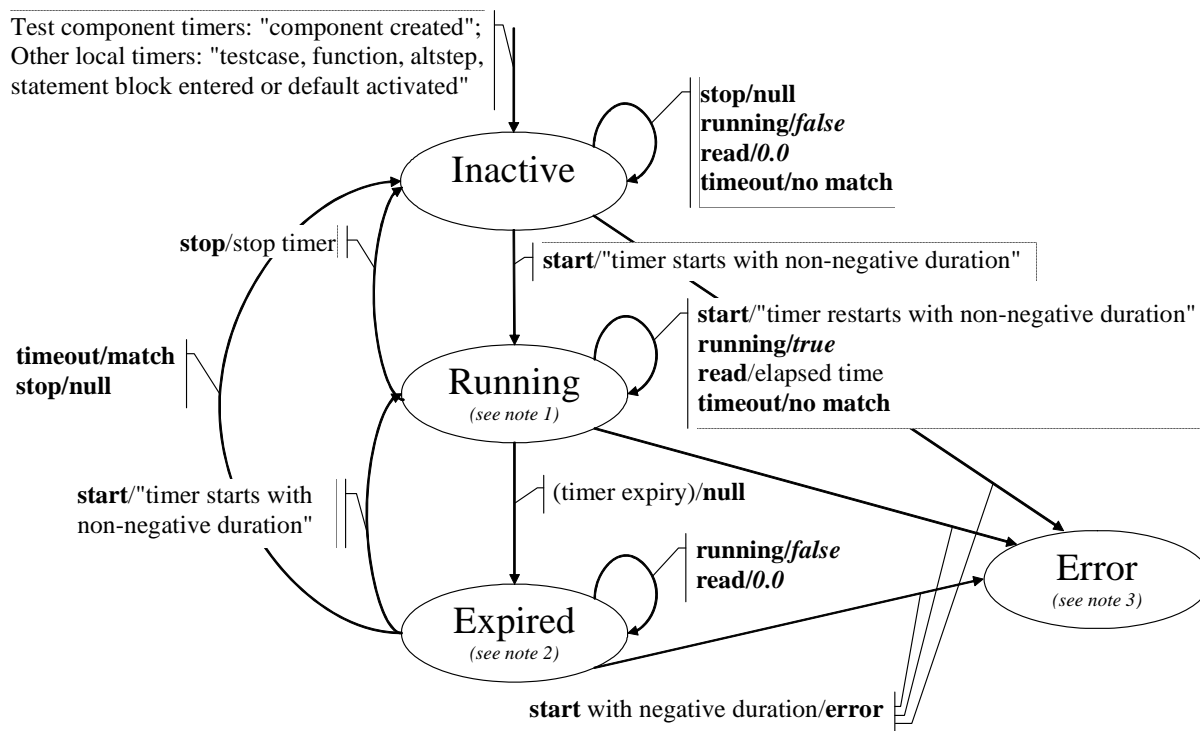 Test component timers: "component created";
Other local timers: "testcase, function, altstep,
statement block entered or default activated"
stop/null
running/false
read/0.0
timeout/no match
Inactive
stop/stop timer
start/"timer starts with non-negative duration"
start/"timer restarts with non-negative duration"
running/true
read/elapsed time
timeout/no match
timeout/match
stop/null
Running
(see note 1)
start/"timer starts with
non-negative duration"
(timer expiry)/null
running/false
read/0.0
Error
(see note 3)
Expired
(see note 2)
start with negative duration/error